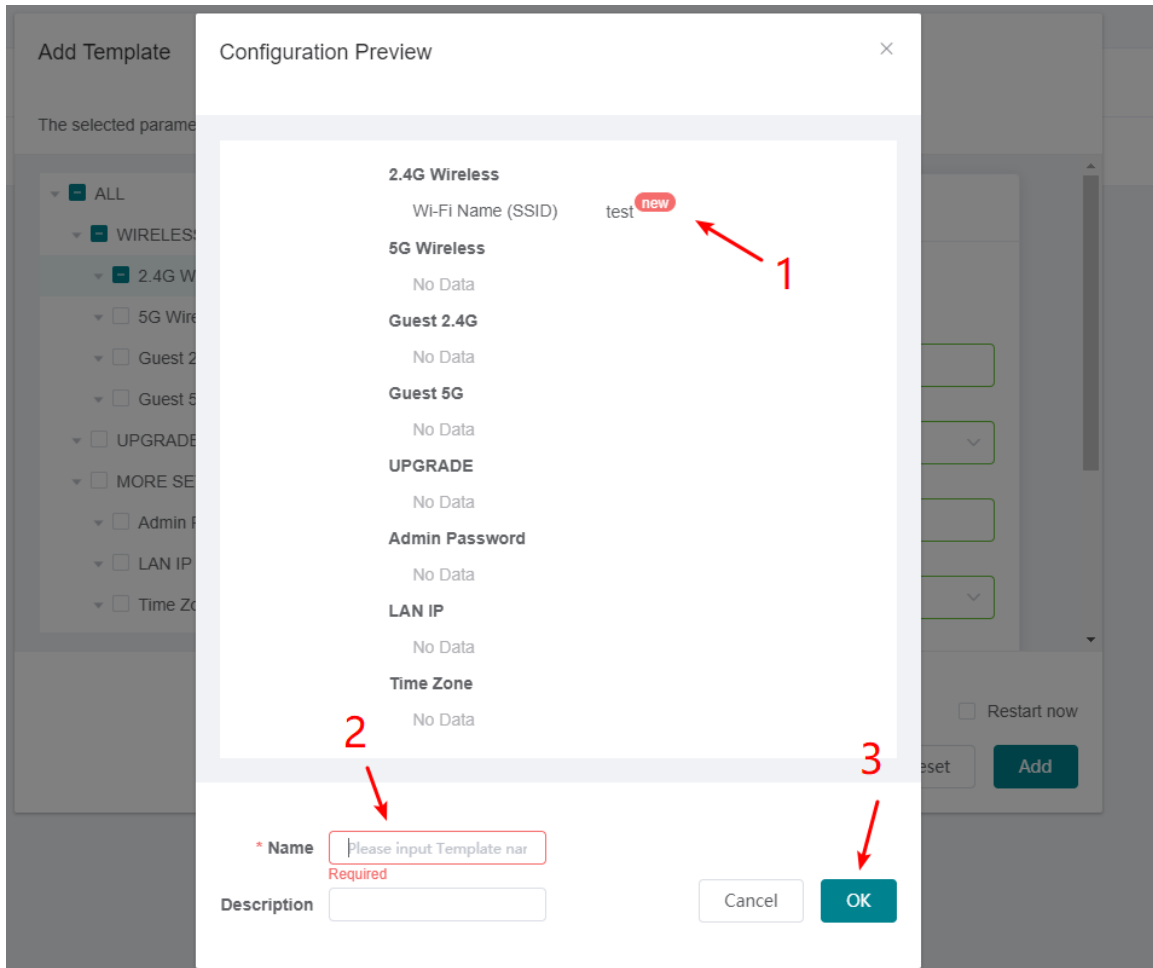 Add Template
Configuration Preview
The selected parame
ALL
WIRELESS
2.4G W
5G Wire
Guest 2
Guest 5
UPGRADE
MORE SE
Admin P
LAN IP
Time Zo
2.4G Wireless
Wi-Fi Name (SSID) test new
1
5G Wireless
No Data
Guest 2.4G
No Data
Guest 5G
No Data
UPGRADE
No Data
Admin Password
No Data
LAN IP
No Data
Time Zone
No Data
Restart now
eset Add
2
3
* Name Please input Template nar
Required
Description
Cancel OK